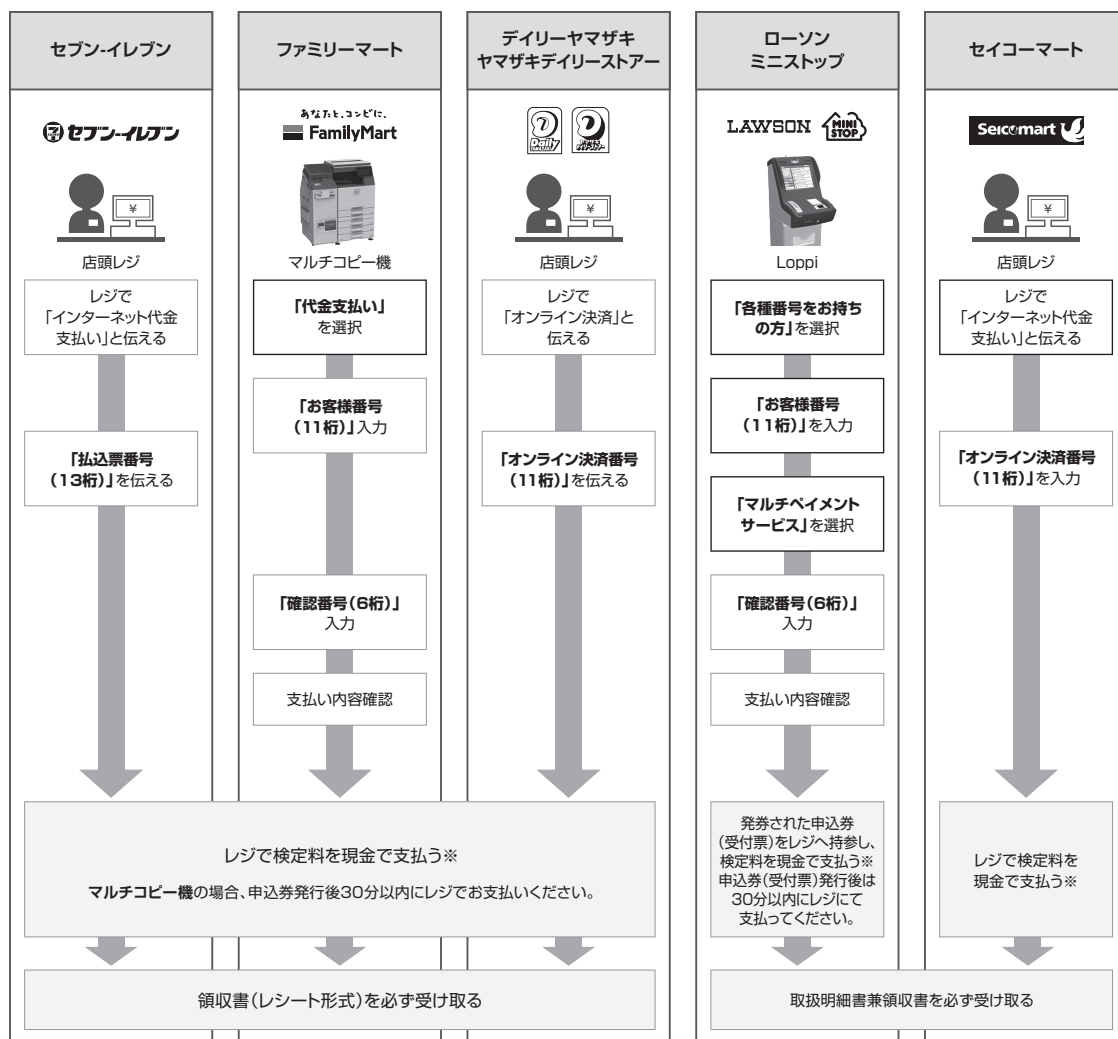 セブン-イレブン
セブン-イレブン
店頭レジ
レジで
「インターネット代金
支払い」と伝える
「払込票番号
(13桁)」を伝える
ファミリーマート
あなたと、コンビに、
FamilyMart
マルチコピー機
「代金支払い」
を選択
「お客様番号
(11桁)」入力
「確認番号(6桁)」
入力
支払い内容確認
デイリーヤマザキ
ヤマザキデイリーストアー
Daily
店頭レジ
レジで
「オンライン決済」と
伝える
「オンライン決済番号
(11桁)」を伝える
レジで検定料を現金で支払う※
マルチコピー機の場合、申込券発行後30分以内にレジでお支払いください。
領収書(レシート形式)を必ず受け取る
ローソン
ミニストップ
LAWSON MINI
STOP
Loppi
「各種番号をお持ち
の方」を選択
「お客様番号
(11桁)」を入力
「マルチペイメント
サービス」を選択
「確認番号(6桁)」
入力
支払い内容確認
発券された申込券
(受付票)をレジへ持参し、
検定料を現金で支払う※
申込券(受付票)発行後は
30分以内にレジにて
支払ってください。
セイコーマート
Seicomart
店頭レジ
レジで
「インターネット代金
支払い」と伝える
「オンライン決済番号
(11桁)」を入力
レジで検定料を
現金で支払う※
取扱明細書兼領収書を必ず受け取る